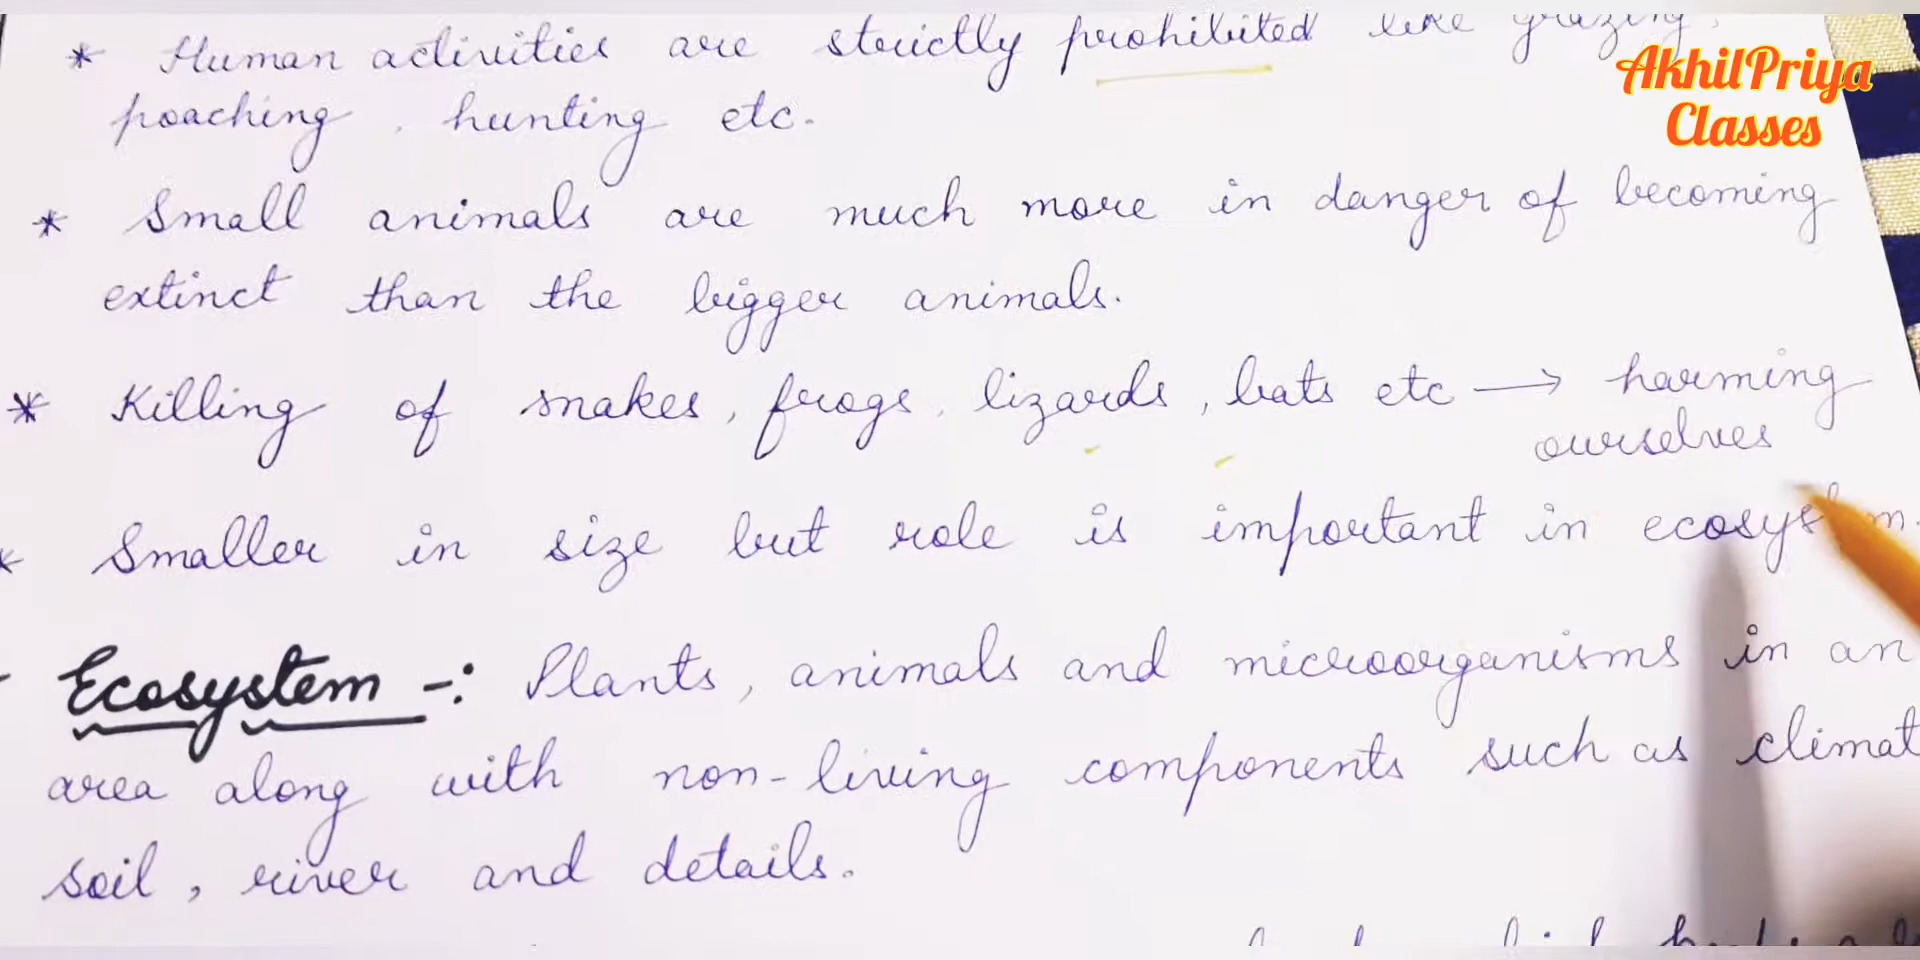 * Human activities are strictly prohibited like grazing,
AkhilPriya
Classes
poaching, hunting etc.
* Small animals are much more in danger of becoming
extinct than the bigger animals.
* Killing of snakes, frogs, lizards, bats etc → harming
ourselves
* Smaller in size but role is important in
Ecosystem -: Plants, animals and microorganisms in an
area along with non-living components such as climat
soil, river and details.